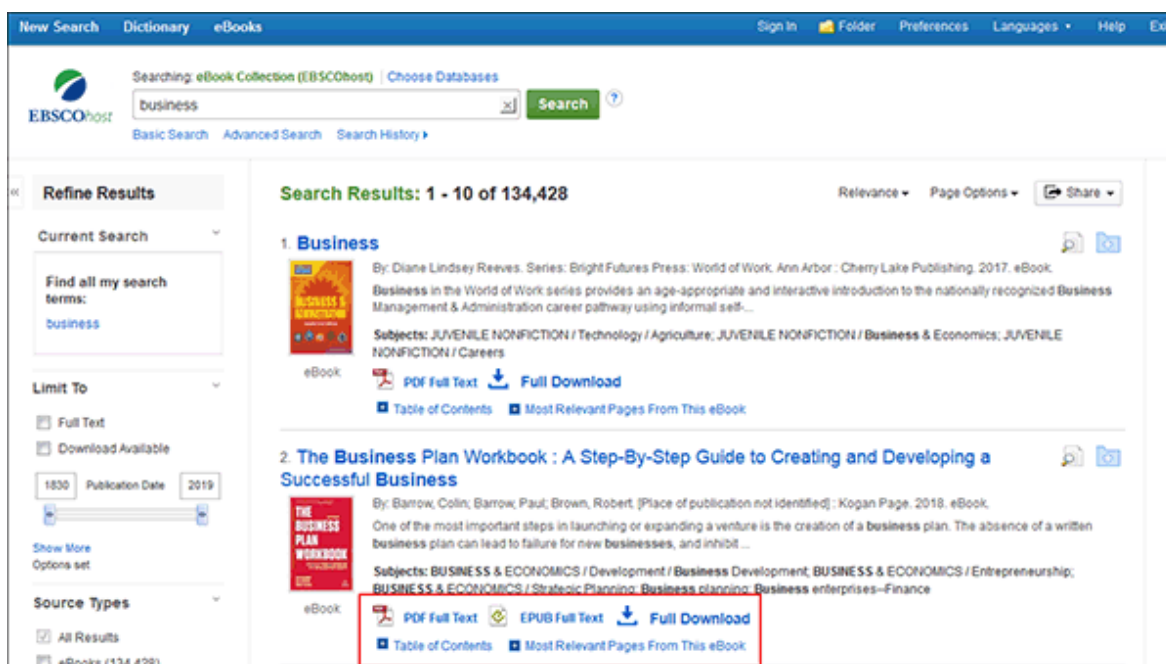 New Search Dictionary eBooks Sign In Folder Preferences Languages Help
Searching: eBook Collection (EBSCOhost) | Choose Databases
business Search ?
EBSCOhost
Basic Search Advanced Search Search History
Refine Results
Current Search
Find all my search
terms:
business
Limit To
Full Text
Download Available
1830 Publication Date 2019
Show More
Options set
Source Types
All Results
eBooks (134,428)
Search Results: 1 - 10 of 134,428 Relevance Page Options Share
1. Business
By: Diane Lindsey Reeves. Series: Bright Futures Press: World of Work. Ann Arbor : Cherry Lake Publishing. 2017. eBook.
Business in the World of Work series provides an age-appropriate and interactive introduction to the nationally recognized Business
Management & Administration career pathway using informal self-...
Subjects: JUVENILE NONFICTION / Technology / Agriculture; JUVENILE NONFICTION / Business & Economics; JUVENILE
NONFICTION / Careers
BUSINESS &
ADMINISTRATION
eBook
PDF Full Text Full Download
Table of Contents Most Relevant Pages From This eBook
2. The Business Plan Workbook : A Step-By-Step Guide to Creating and Developing a
Successful Business
By: Barrow, Colin; Barrow, Paul; Brown, Robert. [Place of publication not identified] : Kogan Page. 2018. eBook.
One of the most important steps in launching or expanding a venture is the creation of a business plan. The absence of a written
business plan can lead to failure for new businesses, and inhibit ...
Subjects: BUSINESS & ECONOMICS / Development / Business Development; BUSINESS & ECONOMICS / Entrepreneurship;
BUSINESS & ECONOMICS / Strategic Planning; Business planning; Business enterprises--Finance
THE
BUSINESS
PLAN
WORKBOOK
eBook
PDF Full Text EPUB Full Text Full Download
Table of Contents Most Relevant Pages From This eBook